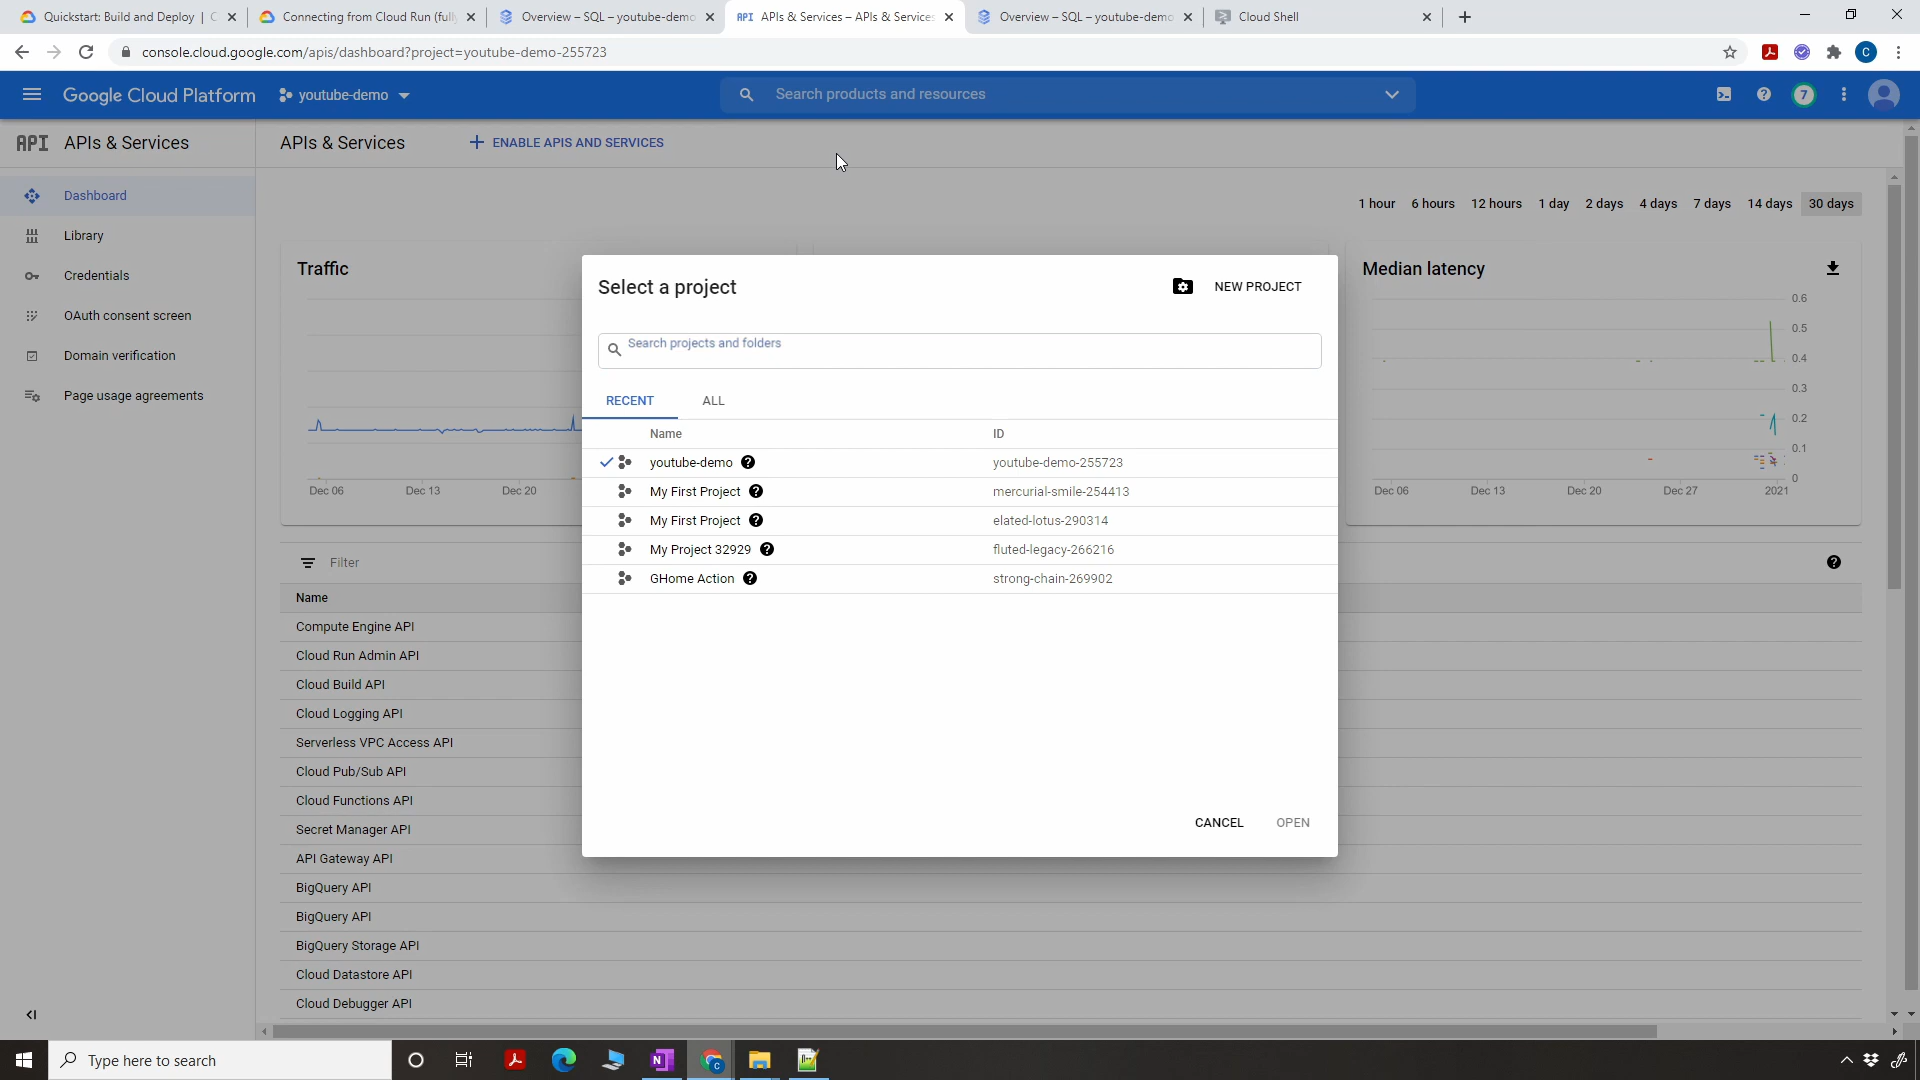 Quickstart: Build and Deploy | C
Connecting from Cloud Run (fully
Overview – SQL – youtube-demo
API APIs & Services – APIs & Services
Overview – SQL – youtube-demo
Cloud Shell
console.cloud.google.com/apis/dashboard?project=youtube-demo-255723
C
Google Cloud Platform
youtube-demo
Search products and resources
7
API APIs & Services
APIs & Services
ENABLE APIS AND SERVICES
Dashboard
Library
Credentials
OAuth consent screen
Domain verification
Page usage agreements
1 hour 6 hours 12 hours 1 day 2 days 4 days 7 days 14 days 30 days
Traffic
Dec 06 Dec 13 Dec 20
Median latency
0.6
0.5
0.4
0.3
0.2
0.1
0
Dec 06 Dec 13 Dec 20 Dec 27 2021
Select a project
NEW PROJECT
Search projects and folders
RECENT ALL
Name ID
youtube-demo youtube-demo-255723
My First Project mercurial-smile-254413
My First Project elated-lotus-290314
My Project 32929 fluted-legacy-266216
GHome Action strong-chain-269902
CANCEL OPEN
Filter
Name
Compute Engine API
Cloud Run Admin API
Cloud Build API
Cloud Logging API
Serverless VPC Access API
Cloud Pub/Sub API
Cloud Functions API
Secret Manager API
API Gateway API
BigQuery API
BigQuery API
BigQuery Storage API
Cloud Datastore API
Cloud Debugger API
Type here to search